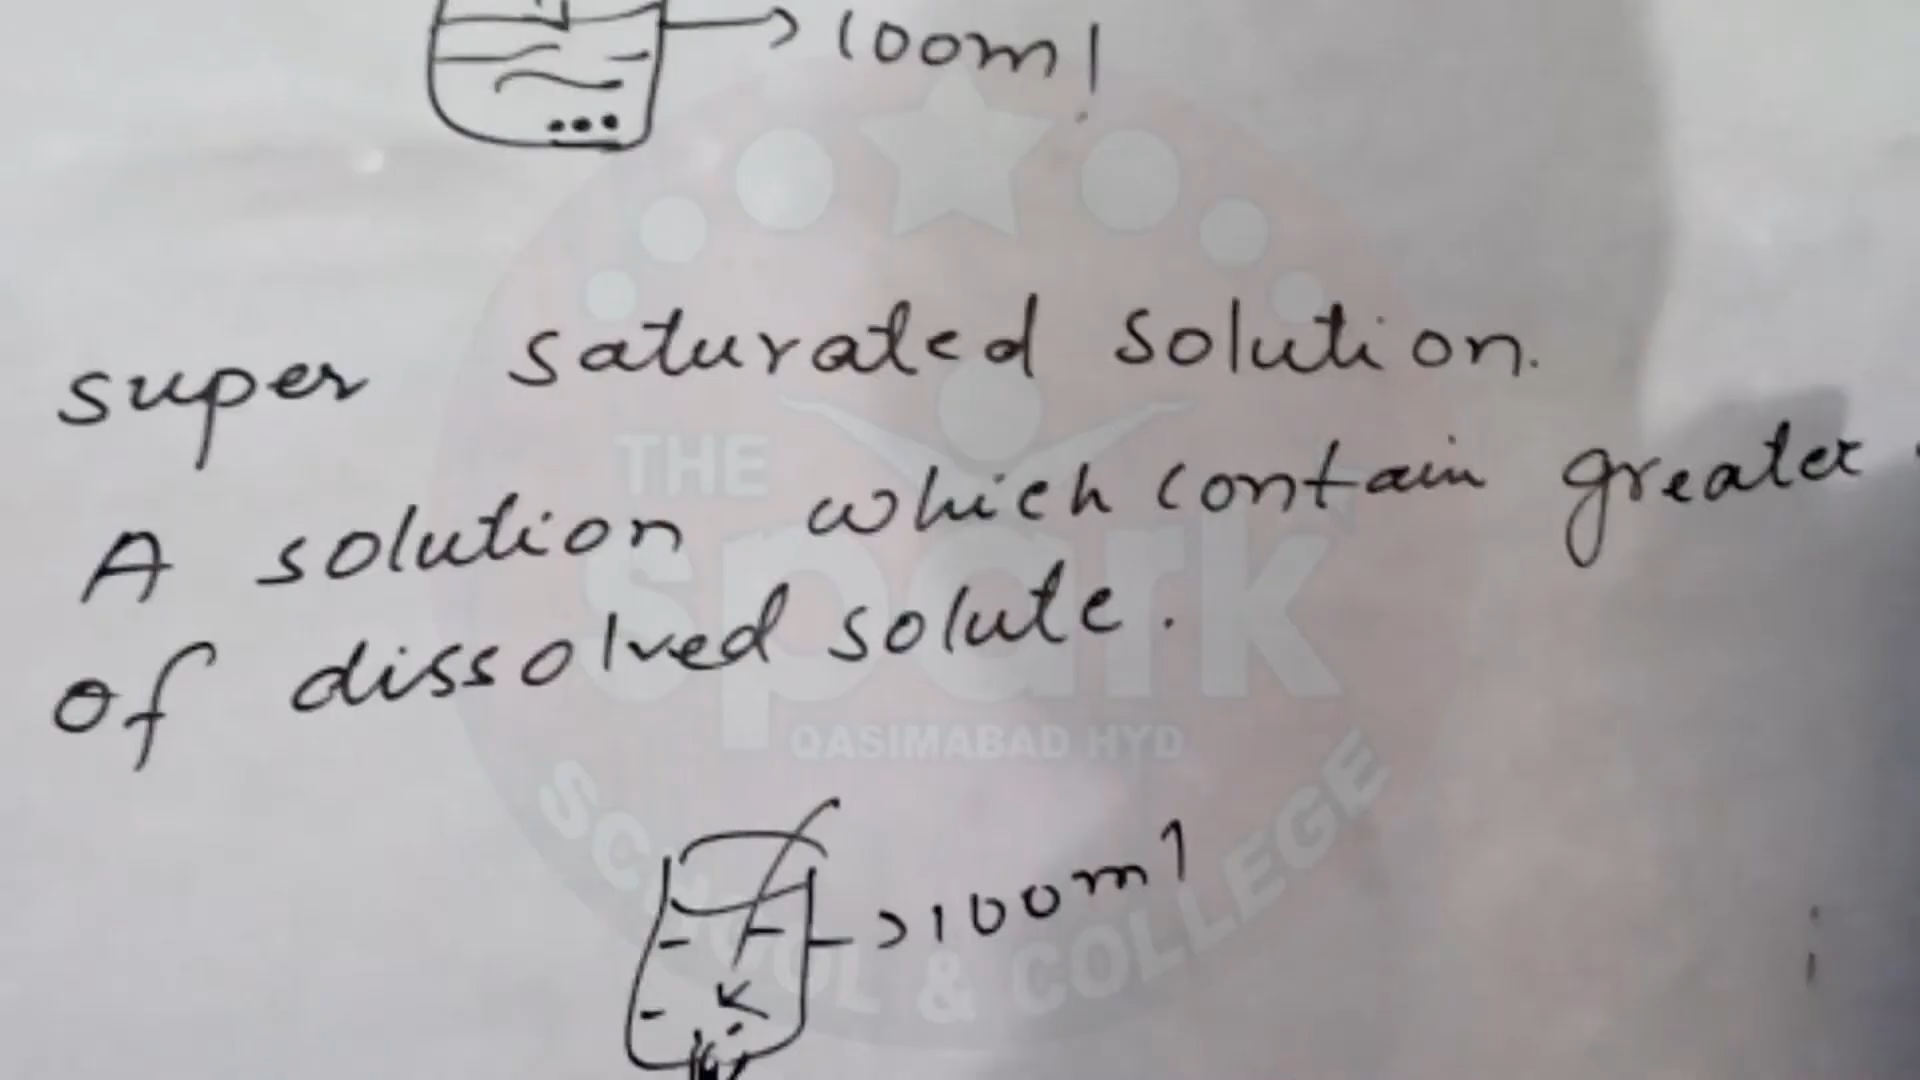 100ml
super saturated solution.
A solution which contain greater
of dissolved solute.
THE
Spark
QASIMABAD HYD
SCHOOL & COLLEGE
100ml